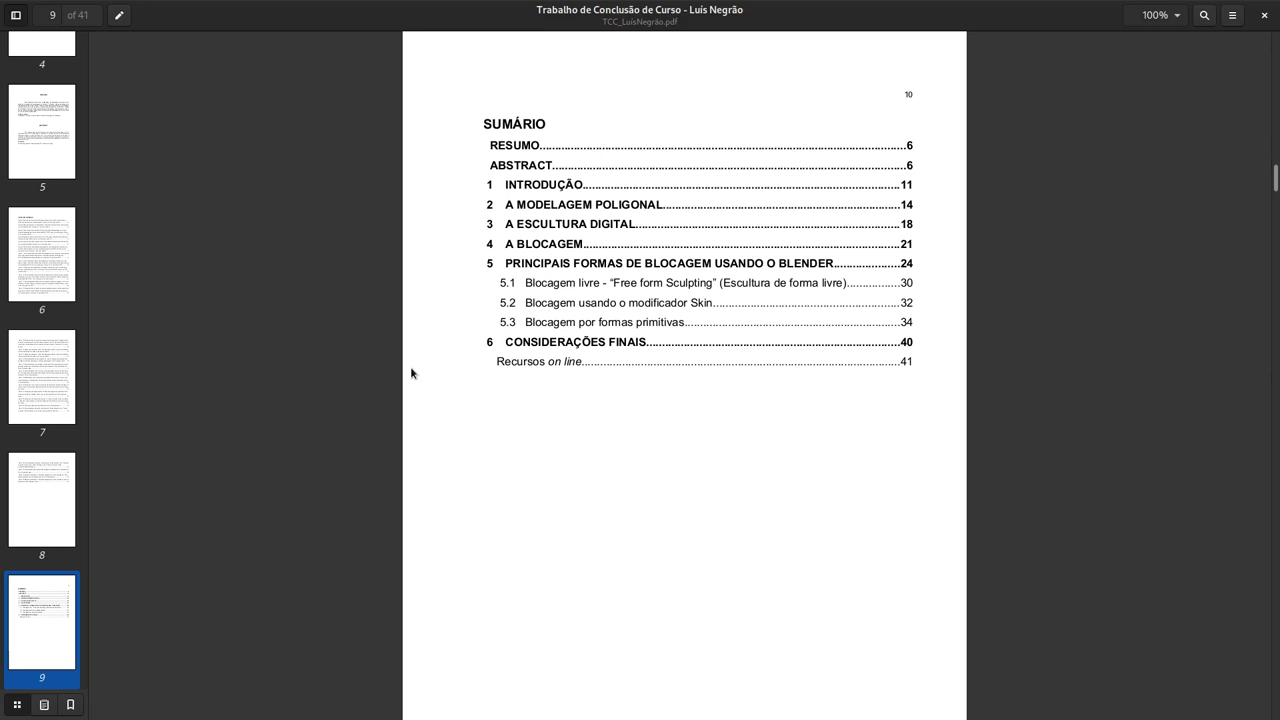 9 of 41
Trabalho de Conclusão de Curso - Luís Negrão
TCC_LuísNegrão.pdf
100%
4
5
6
7
8
9
10
SUMÁRIO
RESUMO.................................................................................................................6
ABSTRACT.............................................................................................................6
1 INTRODUÇÃO.....................................................................................................11
2 A MODELAGEM POLIGONAL............................................................................14
3 A ESCULTURA DIGITAL.....................................................................................18
4 A BLOCAGEM.....................................................................................................21
5 PRINCIPAIS FORMAS DE BLOCAGEM USANDO O BLENDER......................24
5.1 Blocagem livre - “Free form Sculpting” (Escultura de forma livre)................30
5.2 Blocagem usando o modificador Skin...........................................................32
5.3 Blocagem por formas primitivas....................................................................34
6 CONSIDERAÇÕES FINAIS.................................................................................40
Recursos on line....................................................................................................41